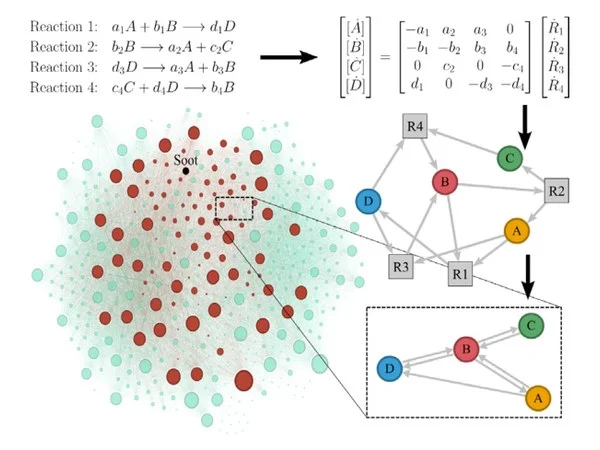 Reaction 1: a₁A + b₁B ⟶ d₁D
Reaction 2: b₂B ⟶ a₂A + c₂C
Reaction 3: d₃D ⟶ a₃A + b₃B
Reaction 4: c₄C + d₄D ⟶ b₄B
[Ȧ] −a₁ a₂ a₃ 0 Ṙ₁
[Ḃ] = −b₁ −b₂ b₃ b₄ Ṙ₂
[Ċ] 0 c₂ 0 −c₄ Ṙ₃
[Ḋ] d₁ 0 −d₃ −d₄ Ṙ₄
Soot
R4
C
B
R2
D
A
R3
R1
C
B
D
A